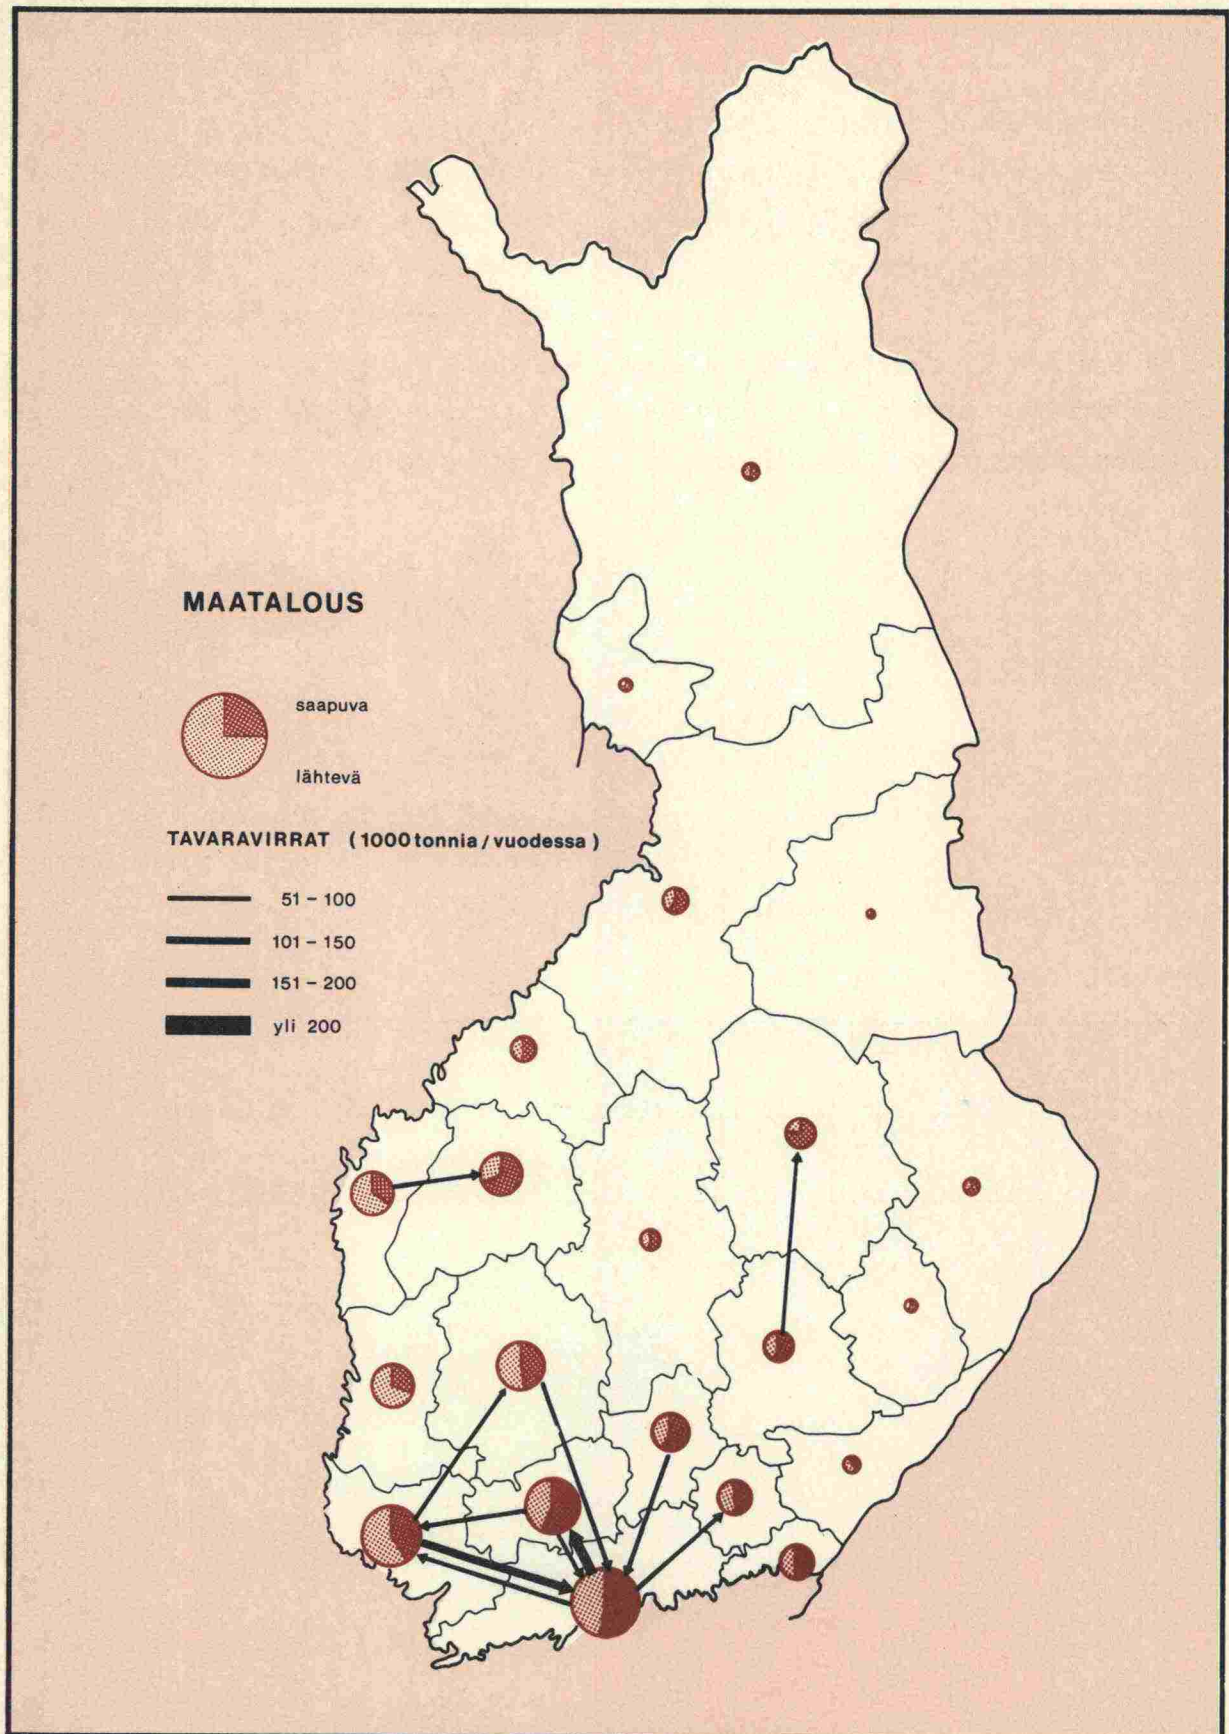 MAATALOUS
saapuva
lähtevä
TAVARAVIRRAT (1000 tonnia / vuodessa)
51 – 100
101 – 150
151 – 200
yli 200